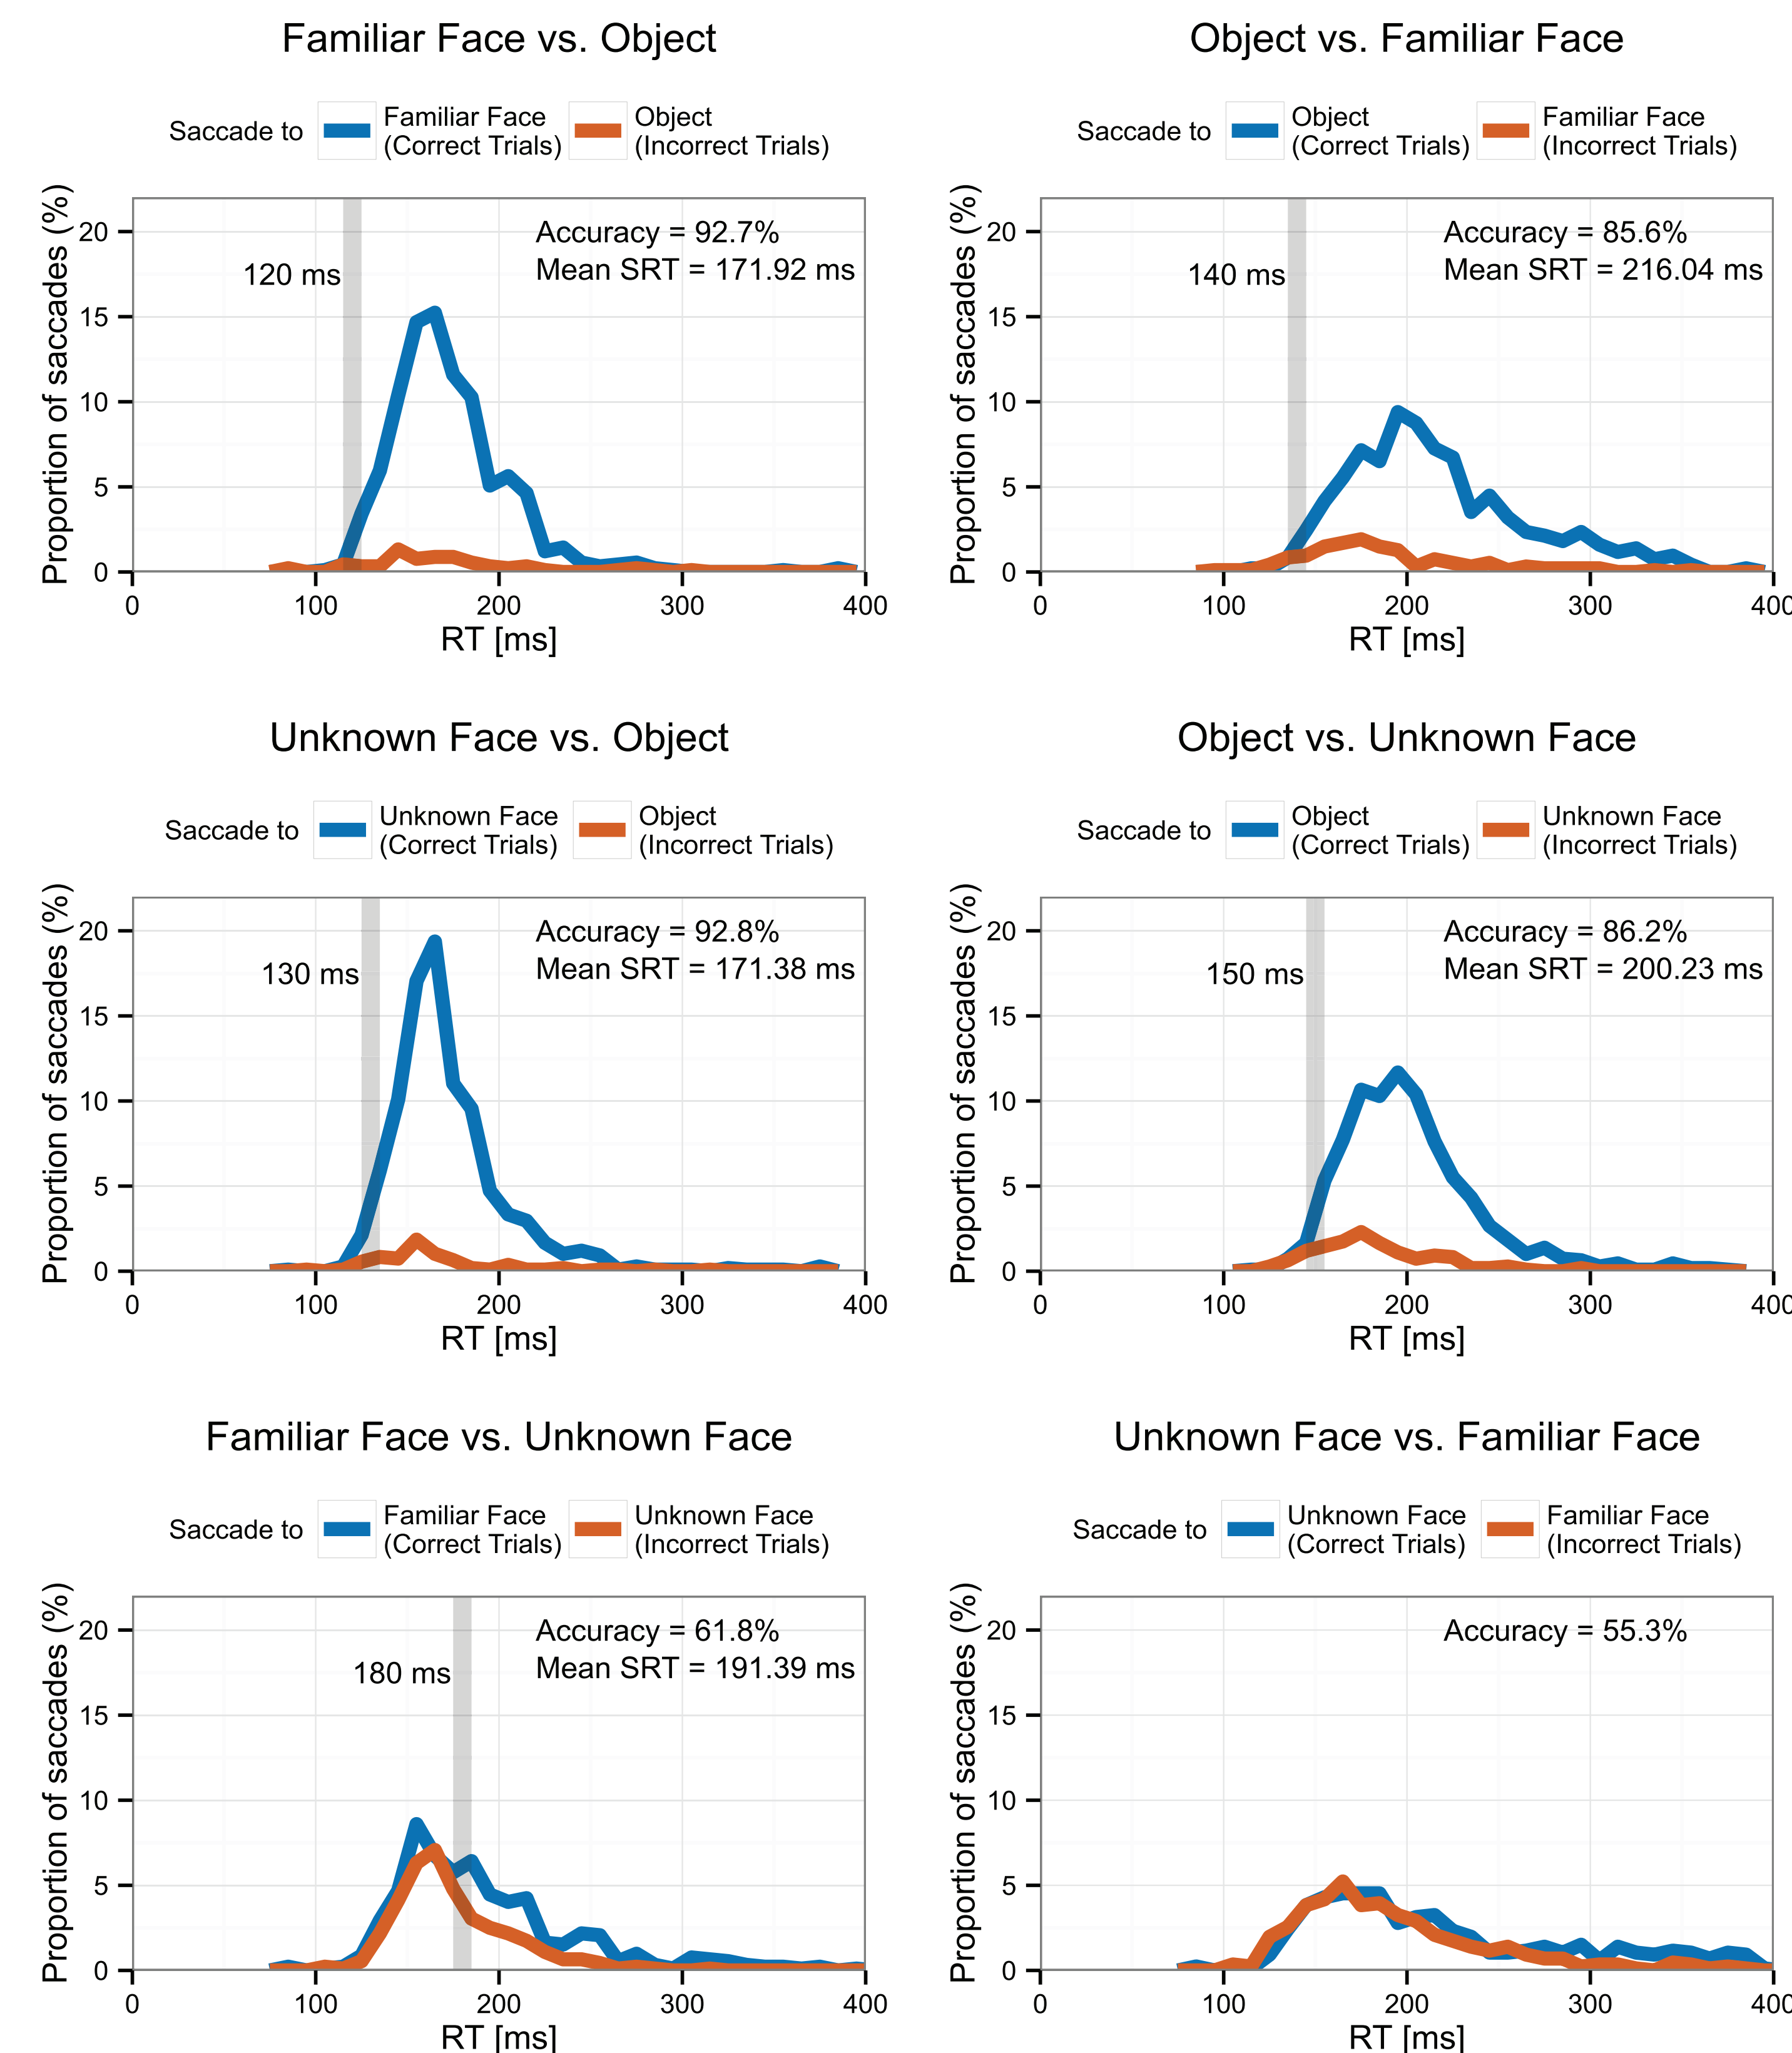 Familiar Face vs. Object
Saccade to
Familiar Face
(Correct Trials)
Object
(Incorrect Trials)
Proportion of saccades (%)
20
15
10
5
0
120 ms
Accuracy = 92.7%
Mean SRT = 171.92 ms
0 100 200 300 400
RT [ms]
Object vs. Familiar Face
Saccade to
Object
(Correct Trials)
Familiar Face
(Incorrect Trials)
Proportion of saccades (%)
20
15
10
5
0
140 ms
Accuracy = 85.6%
Mean SRT = 216.04 ms
0 100 200 300 400
RT [ms]
Unknown Face vs. Object
Saccade to
Unknown Face
(Correct Trials)
Object
(Incorrect Trials)
Proportion of saccades (%)
20
15
10
5
0
130 ms
Accuracy = 92.8%
Mean SRT = 171.38 ms
0 100 200 300 400
RT [ms]
Object vs. Unknown Face
Saccade to
Object
(Correct Trials)
Unknown Face
(Incorrect Trials)
Proportion of saccades (%)
20
15
10
5
0
150 ms
Accuracy = 86.2%
Mean SRT = 200.23 ms
0 100 200 300 400
RT [ms]
Familiar Face vs. Unknown Face
Saccade to
Familiar Face
(Correct Trials)
Unknown Face
(Incorrect Trials)
Proportion of saccades (%)
20
15
10
5
0
180 ms
Accuracy = 61.8%
Mean SRT = 191.39 ms
0 100 200 300 400
RT [ms]
Unknown Face vs. Familiar Face
Saccade to
Unknown Face
(Correct Trials)
Familiar Face
(Incorrect Trials)
Proportion of saccades (%)
20
15
10
5
0
Accuracy = 55.3%
0 100 200 300 400
RT [ms]